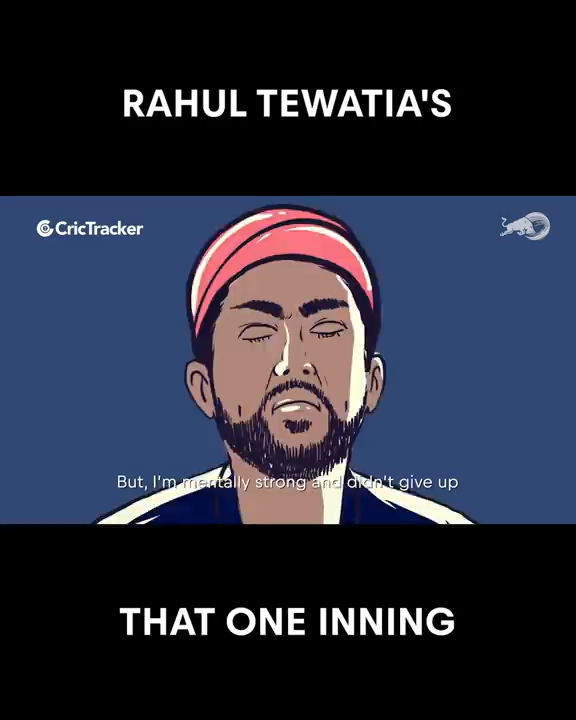 RAHUL TEWATIA'S
CricTracker
But, I'm mentally strong and didn't give up
THAT ONE INNING